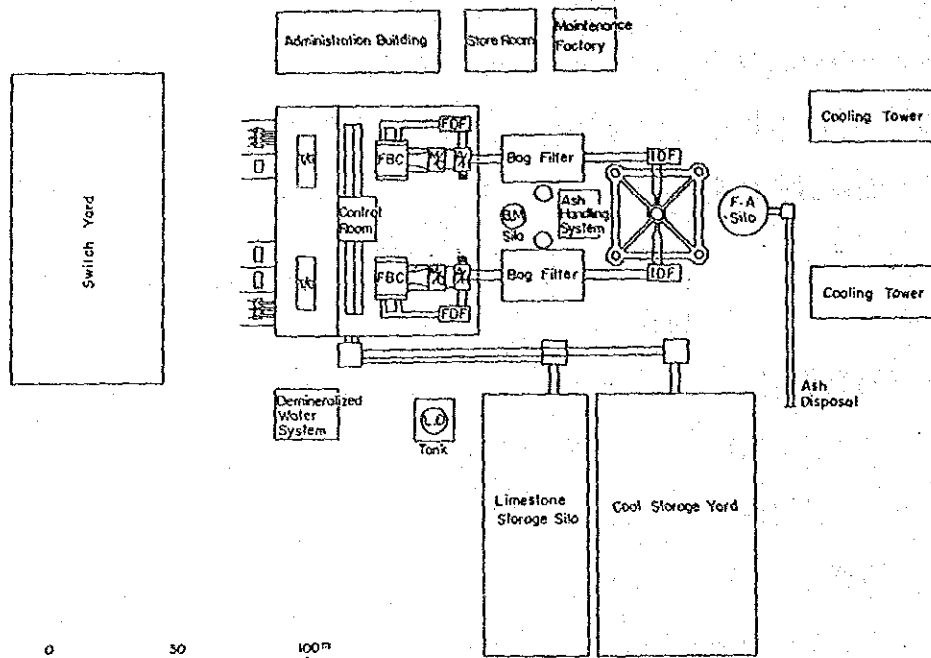 Administration Building
Store Room
Maintenance
Factory
Cooling Tower
Switch Yard
FDF
T/G
FBC
M/C
A/H
Bag Filter
IDF
Control
Room
B.M
Silo
Ash
Handling
System
F·A
Silo
T/G
FBC
M/C
A/H
Bag Filter
IDF
FDF
Cooling Tower
Ash
Disposal
Demineralized
Water
System
L.O
Tank
Limestone
Storage Silo
Coal Storage Yard
0 50 100m